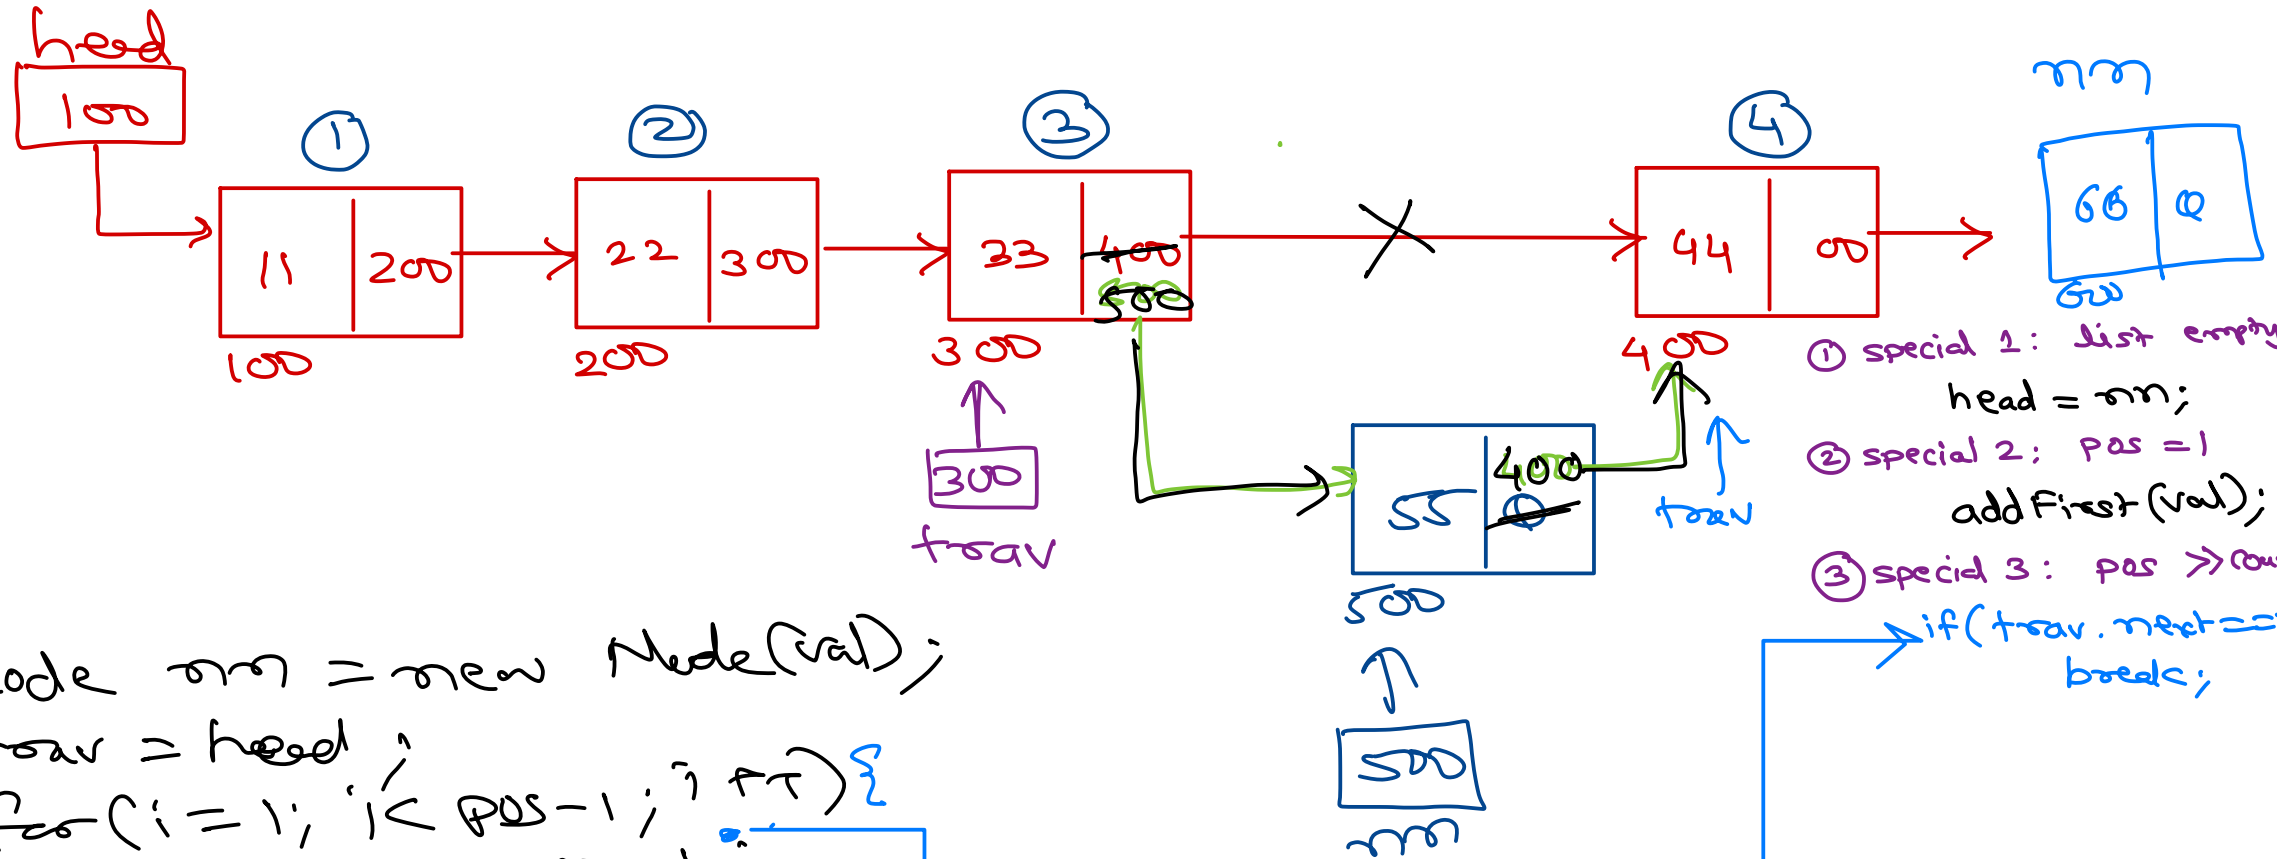 head
100
1
2
3
4
nn
11 200
22 300
33 400
500
44 00
66 0
100
200
300
400
600
300
trav
55 400
0
500
trav
500
nn
① special 1: list empty
head = nn;
② special 2: pos = 1
addFirst(val);
③ special 3: pos >> cou
if( trav.next ==
break;
ode nn = new Node(val);
rav = head;
for(i=1; i< pos-1; i++){